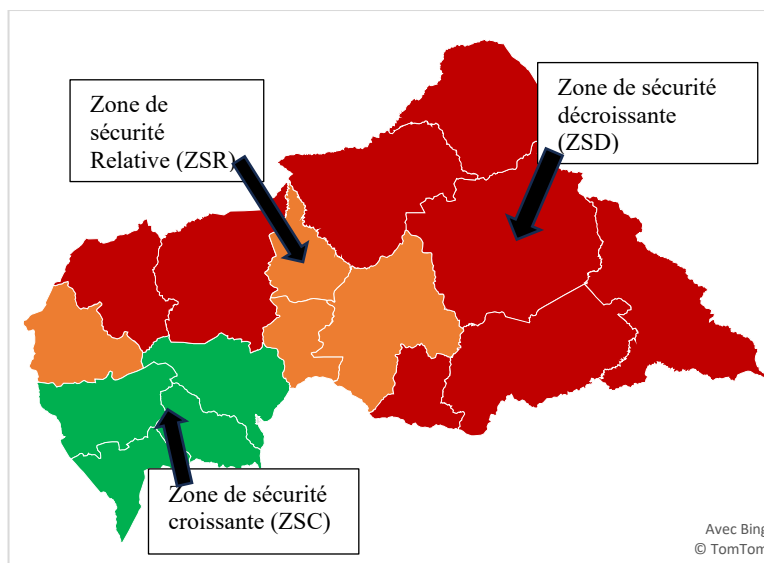 Zone de
sécurité
Relative (ZSR)
Zone de sécurité
décroissante
(ZSD)
Zone de sécurité
croissante (ZSC)
Avec Bing
© TomTom